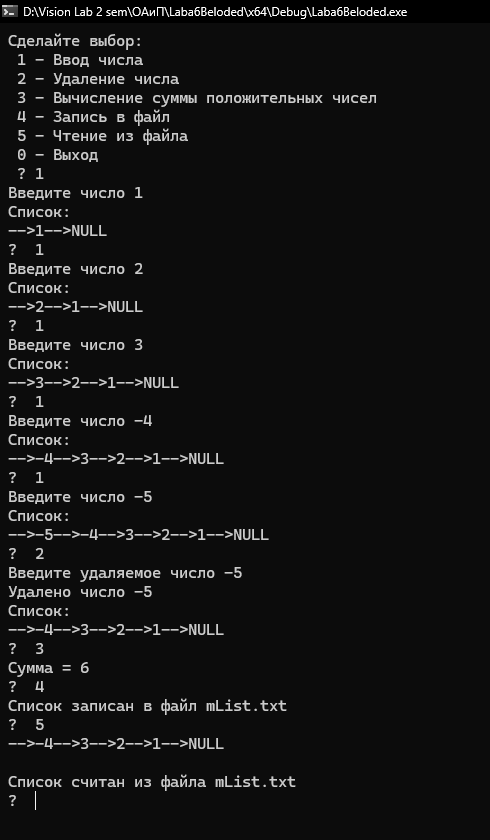 D:\Vision Lab 2 sem\ОАиП\Laba6Beloded\x64\Debug\Laba6Beloded.exe
Сделайте выбор:
1 - Ввод числа
2 - Удаление числа
3 - Вычисление суммы положительных чисел
4 - Запись в файл
5 - Чтение из файла
0 - Выход
? 1
Введите число 1
Список:
-->1-->NULL
?  1
Введите число 2
Список:
-->2-->1-->NULL
?  1
Введите число 3
Список:
-->3-->2-->1-->NULL
?  1
Введите число -4
Список:
-->-4-->3-->2-->1-->NULL
?  1
Введите число -5
Список:
-->-5-->-4-->3-->2-->1-->NULL
?  2
Введите удаляемое число -5
Удалено число -5
Список:
-->-4-->3-->2-->1-->NULL
?  3
Сумма = 6
?  4
Список записан в файл mList.txt
?  5
-->-4-->3-->2-->1-->NULL
Список считан из файла mList.txt
?